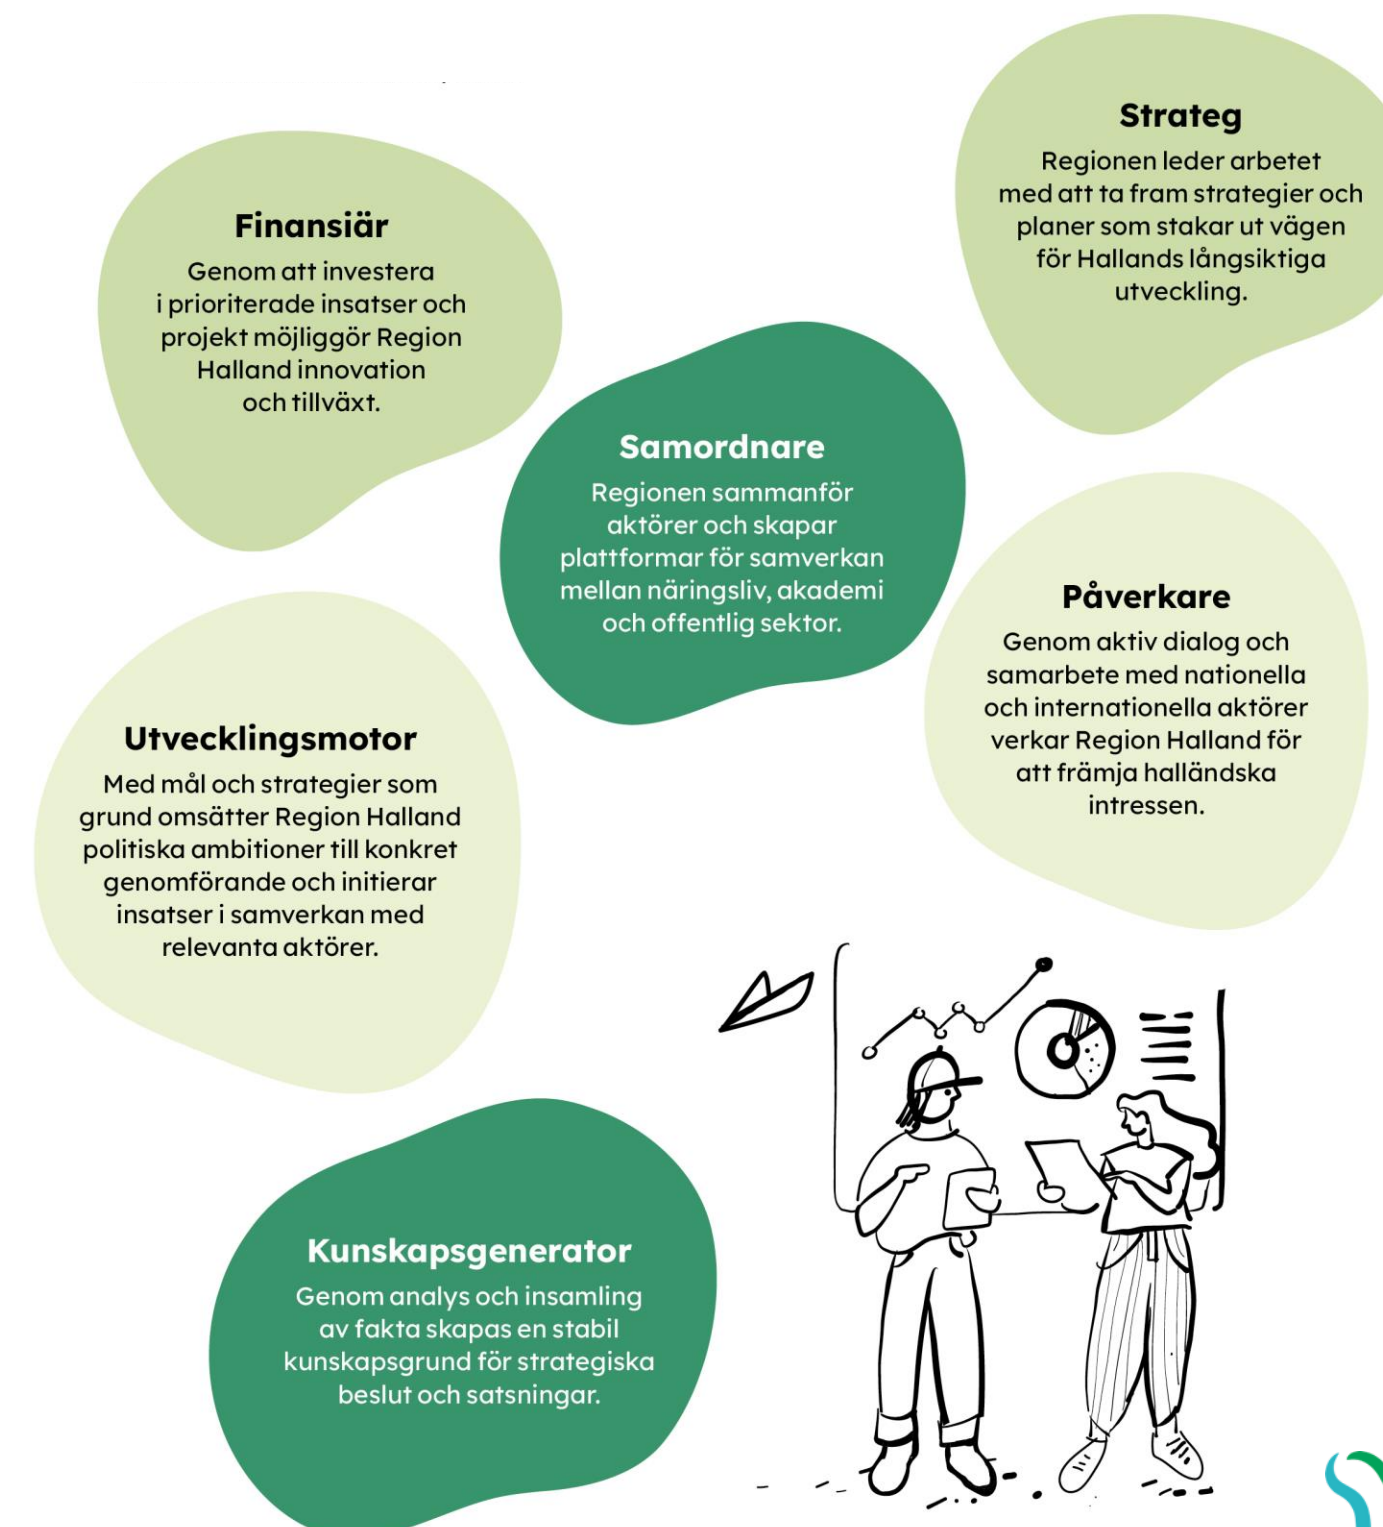 Finansiär
Genom att investera
i prioriterade insatser och
projekt möjliggör Region
Halland innovation
och tillväxt.
Strateg
Regionen leder arbetet
med att ta fram strategier och
planer som stakar ut vägen
för Hallands långsiktiga
utveckling.
Samordnare
Regionen sammanför
aktörer och skapar
plattformar för samverkan
mellan näringsliv, akademi
och offentlig sektor.
Påverkare
Genom aktiv dialog och
samarbete med nationella
och internationella aktörer
verkar Region Halland för
att främja halländska
intressen.
Utvecklingsmotor
Med mål och strategier som
grund omsätter Region Halland
politiska ambitioner till konkret
genomförande och initierar
insatser i samverkan med
relevanta aktörer.
Kunskapsgenerator
Genom analys och insamling
av fakta skapas en stabil
kunskapsgrund för strategiska
beslut och satsningar.